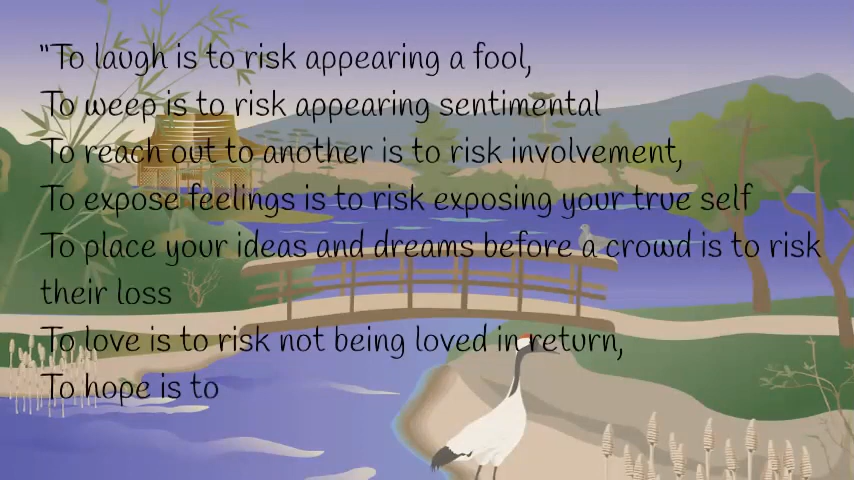 "To laugh is to risk appearing a fool,
To weep is to risk appearing sentimental
To reach out to another is to risk involvement,
To expose feelings is to risk exposing your true self
To place your ideas and dreams before a crowd is to risk
their loss
To love is to risk not being loved in return,
To hope is to